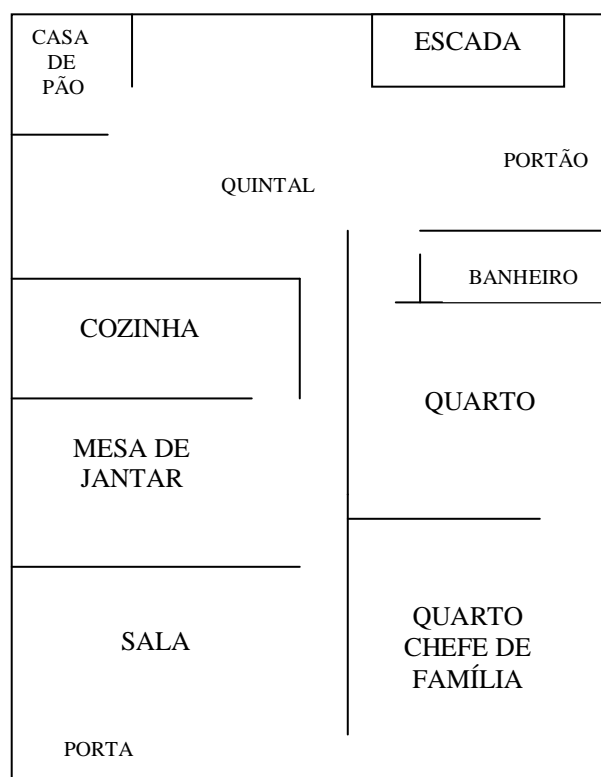 CASA
DE
PÃO
ESCADA
PORTÃO
QUINTAL
BANHEIRO
COZINHA
QUARTO
MESA DE
JANTAR
QUARTO
CHEFE DE
FAMÍLIA
SALA
PORTA